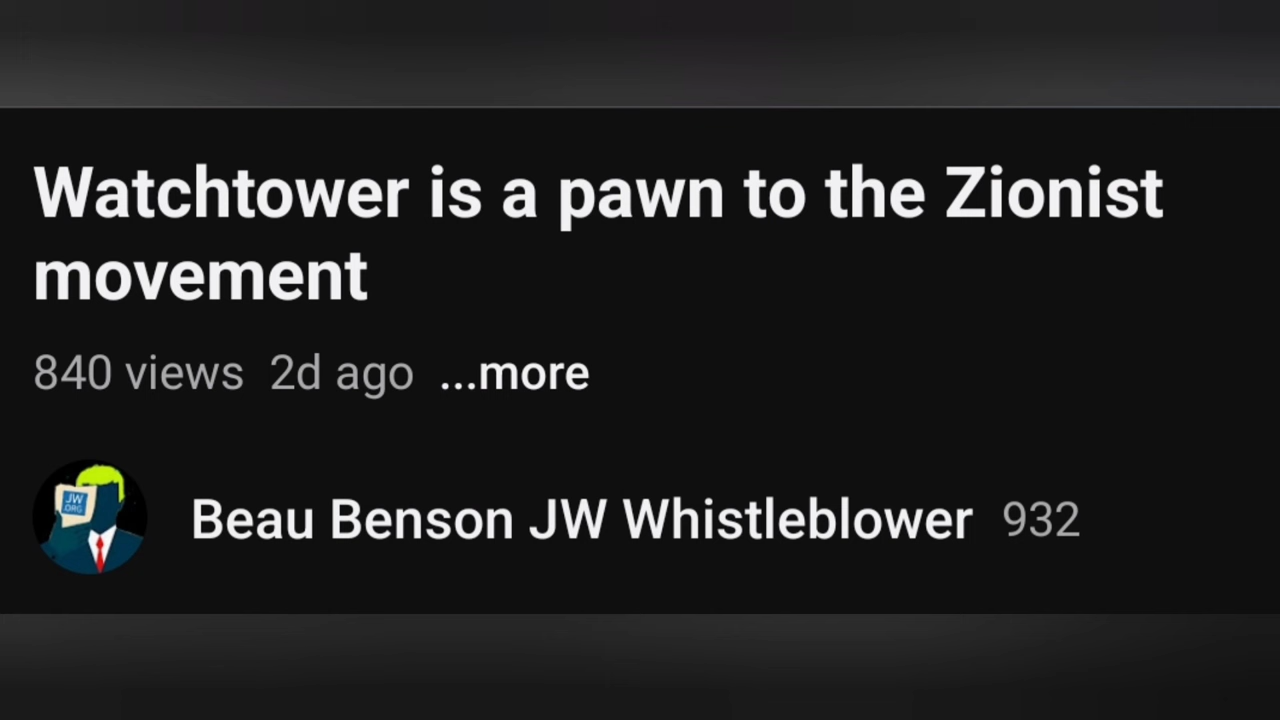 Watchtower is a pawn to the Zionist
movement
840 views 2d ago ...more
JW
ORG
Beau Benson JW Whistleblower 932